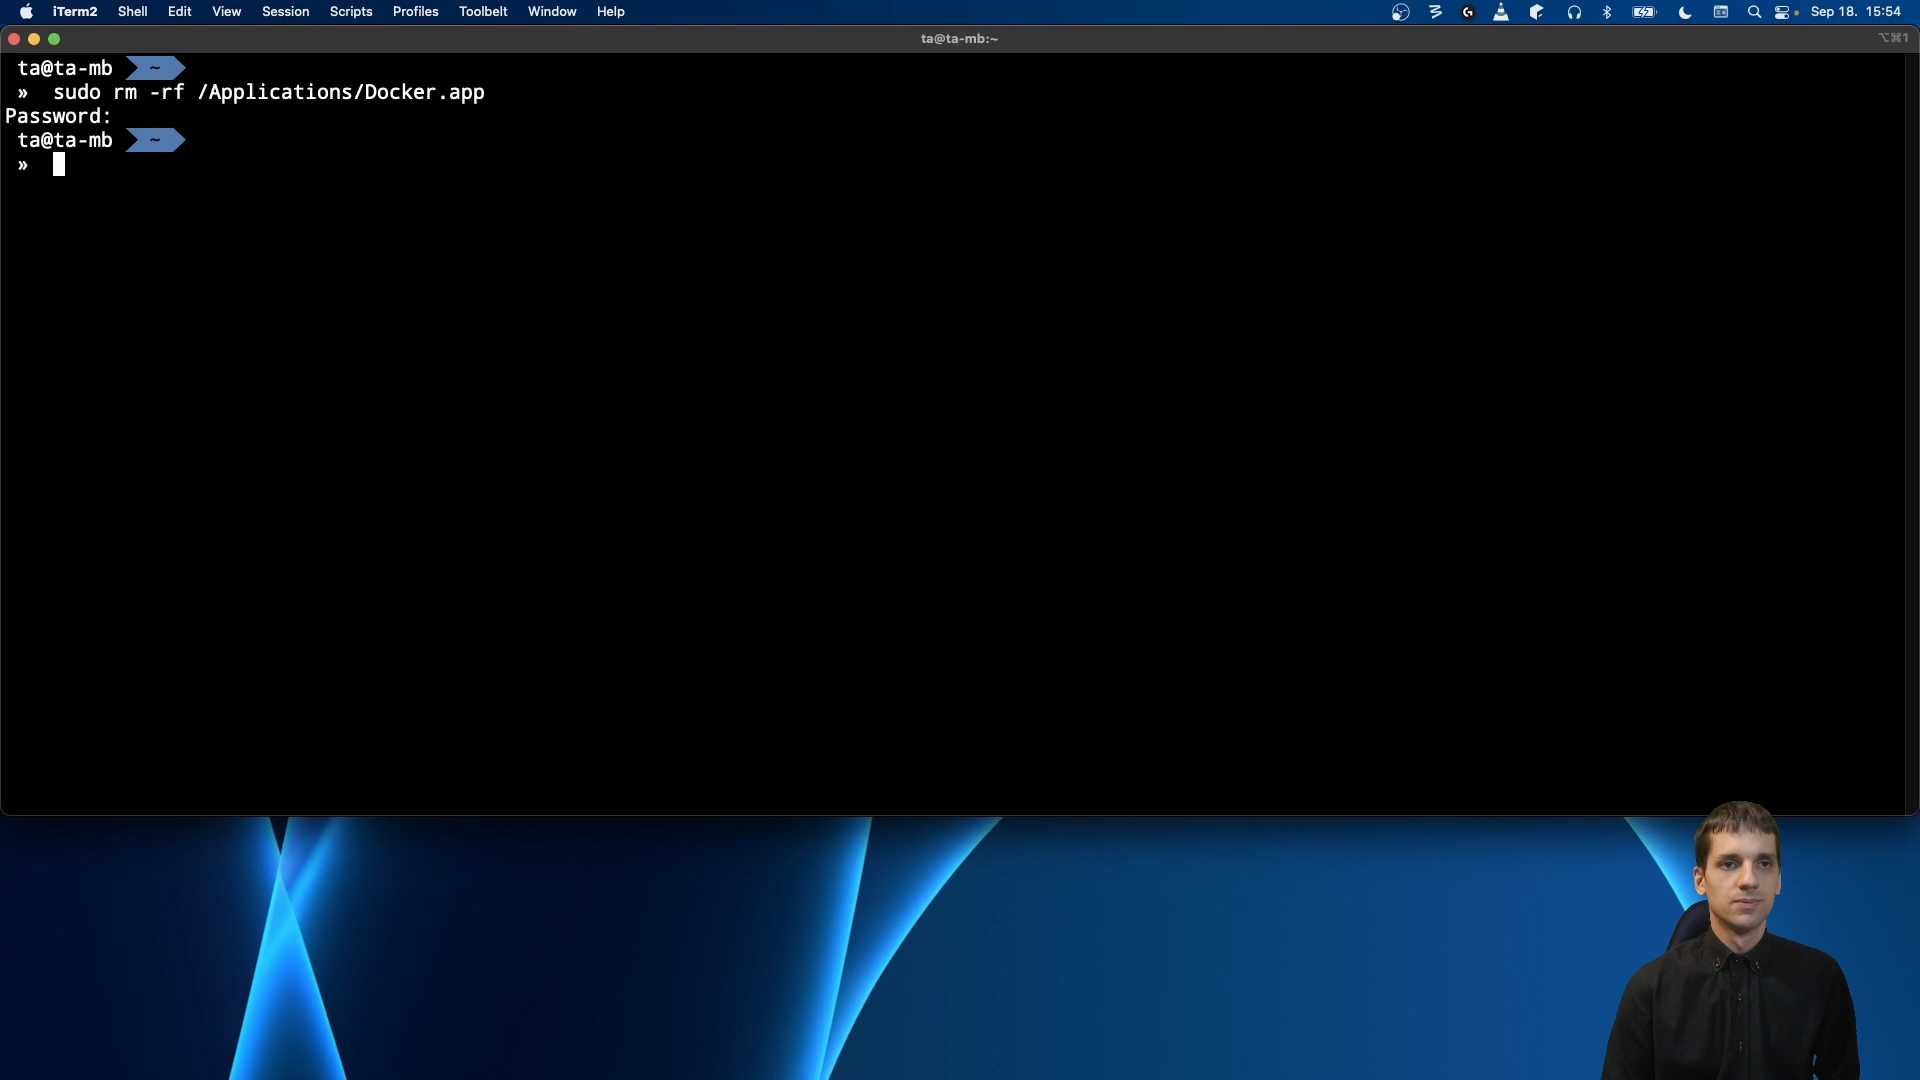 iTerm2 Shell Edit View Session Scripts Profiles Toolbelt Window Help Sep 18. 15:54
ta@ta-mb:~ ⌥⌘1
ta@ta-mb ~
» sudo rm -rf /Applications/Docker.app
Password:
ta@ta-mb ~
»